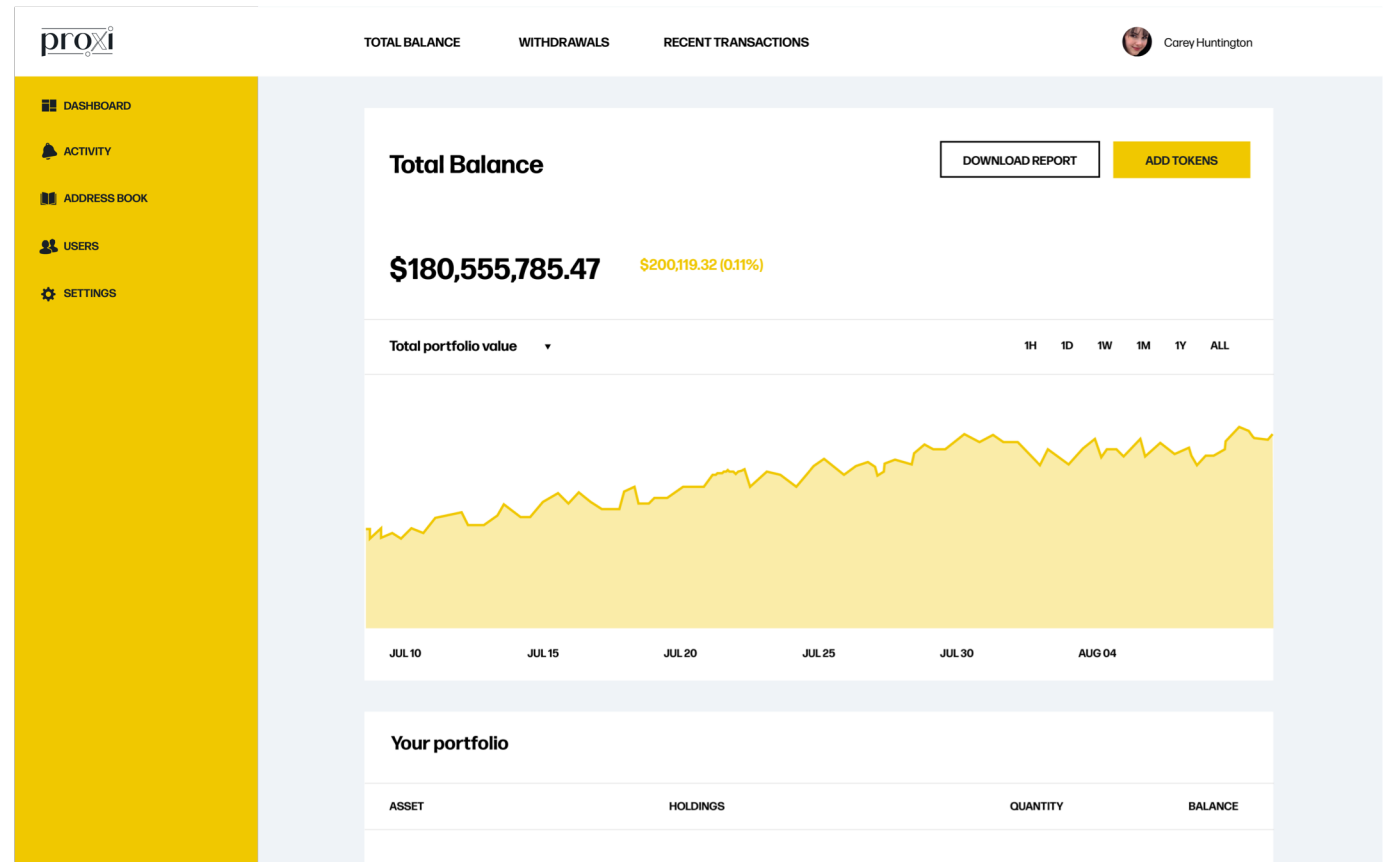 proxi
TOTAL BALANCE
WITHDRAWALS
RECENT TRANSACTIONS
Carey Huntington
DASHBOARD
ACTIVITY
ADDRESS BOOK
USERS
SETTINGS
Total Balance
DOWNLOAD REPORT
ADD TOKENS
$180,555,785.47
$200,119.32 (0.11%)
Total portfolio value
1H
1D
1W
1M
1Y
ALL
JUL 10
JUL 15
JUL 20
JUL 25
JUL 30
AUG 04
Your portfolio
ASSET
HOLDINGS
QUANTITY
BALANCE